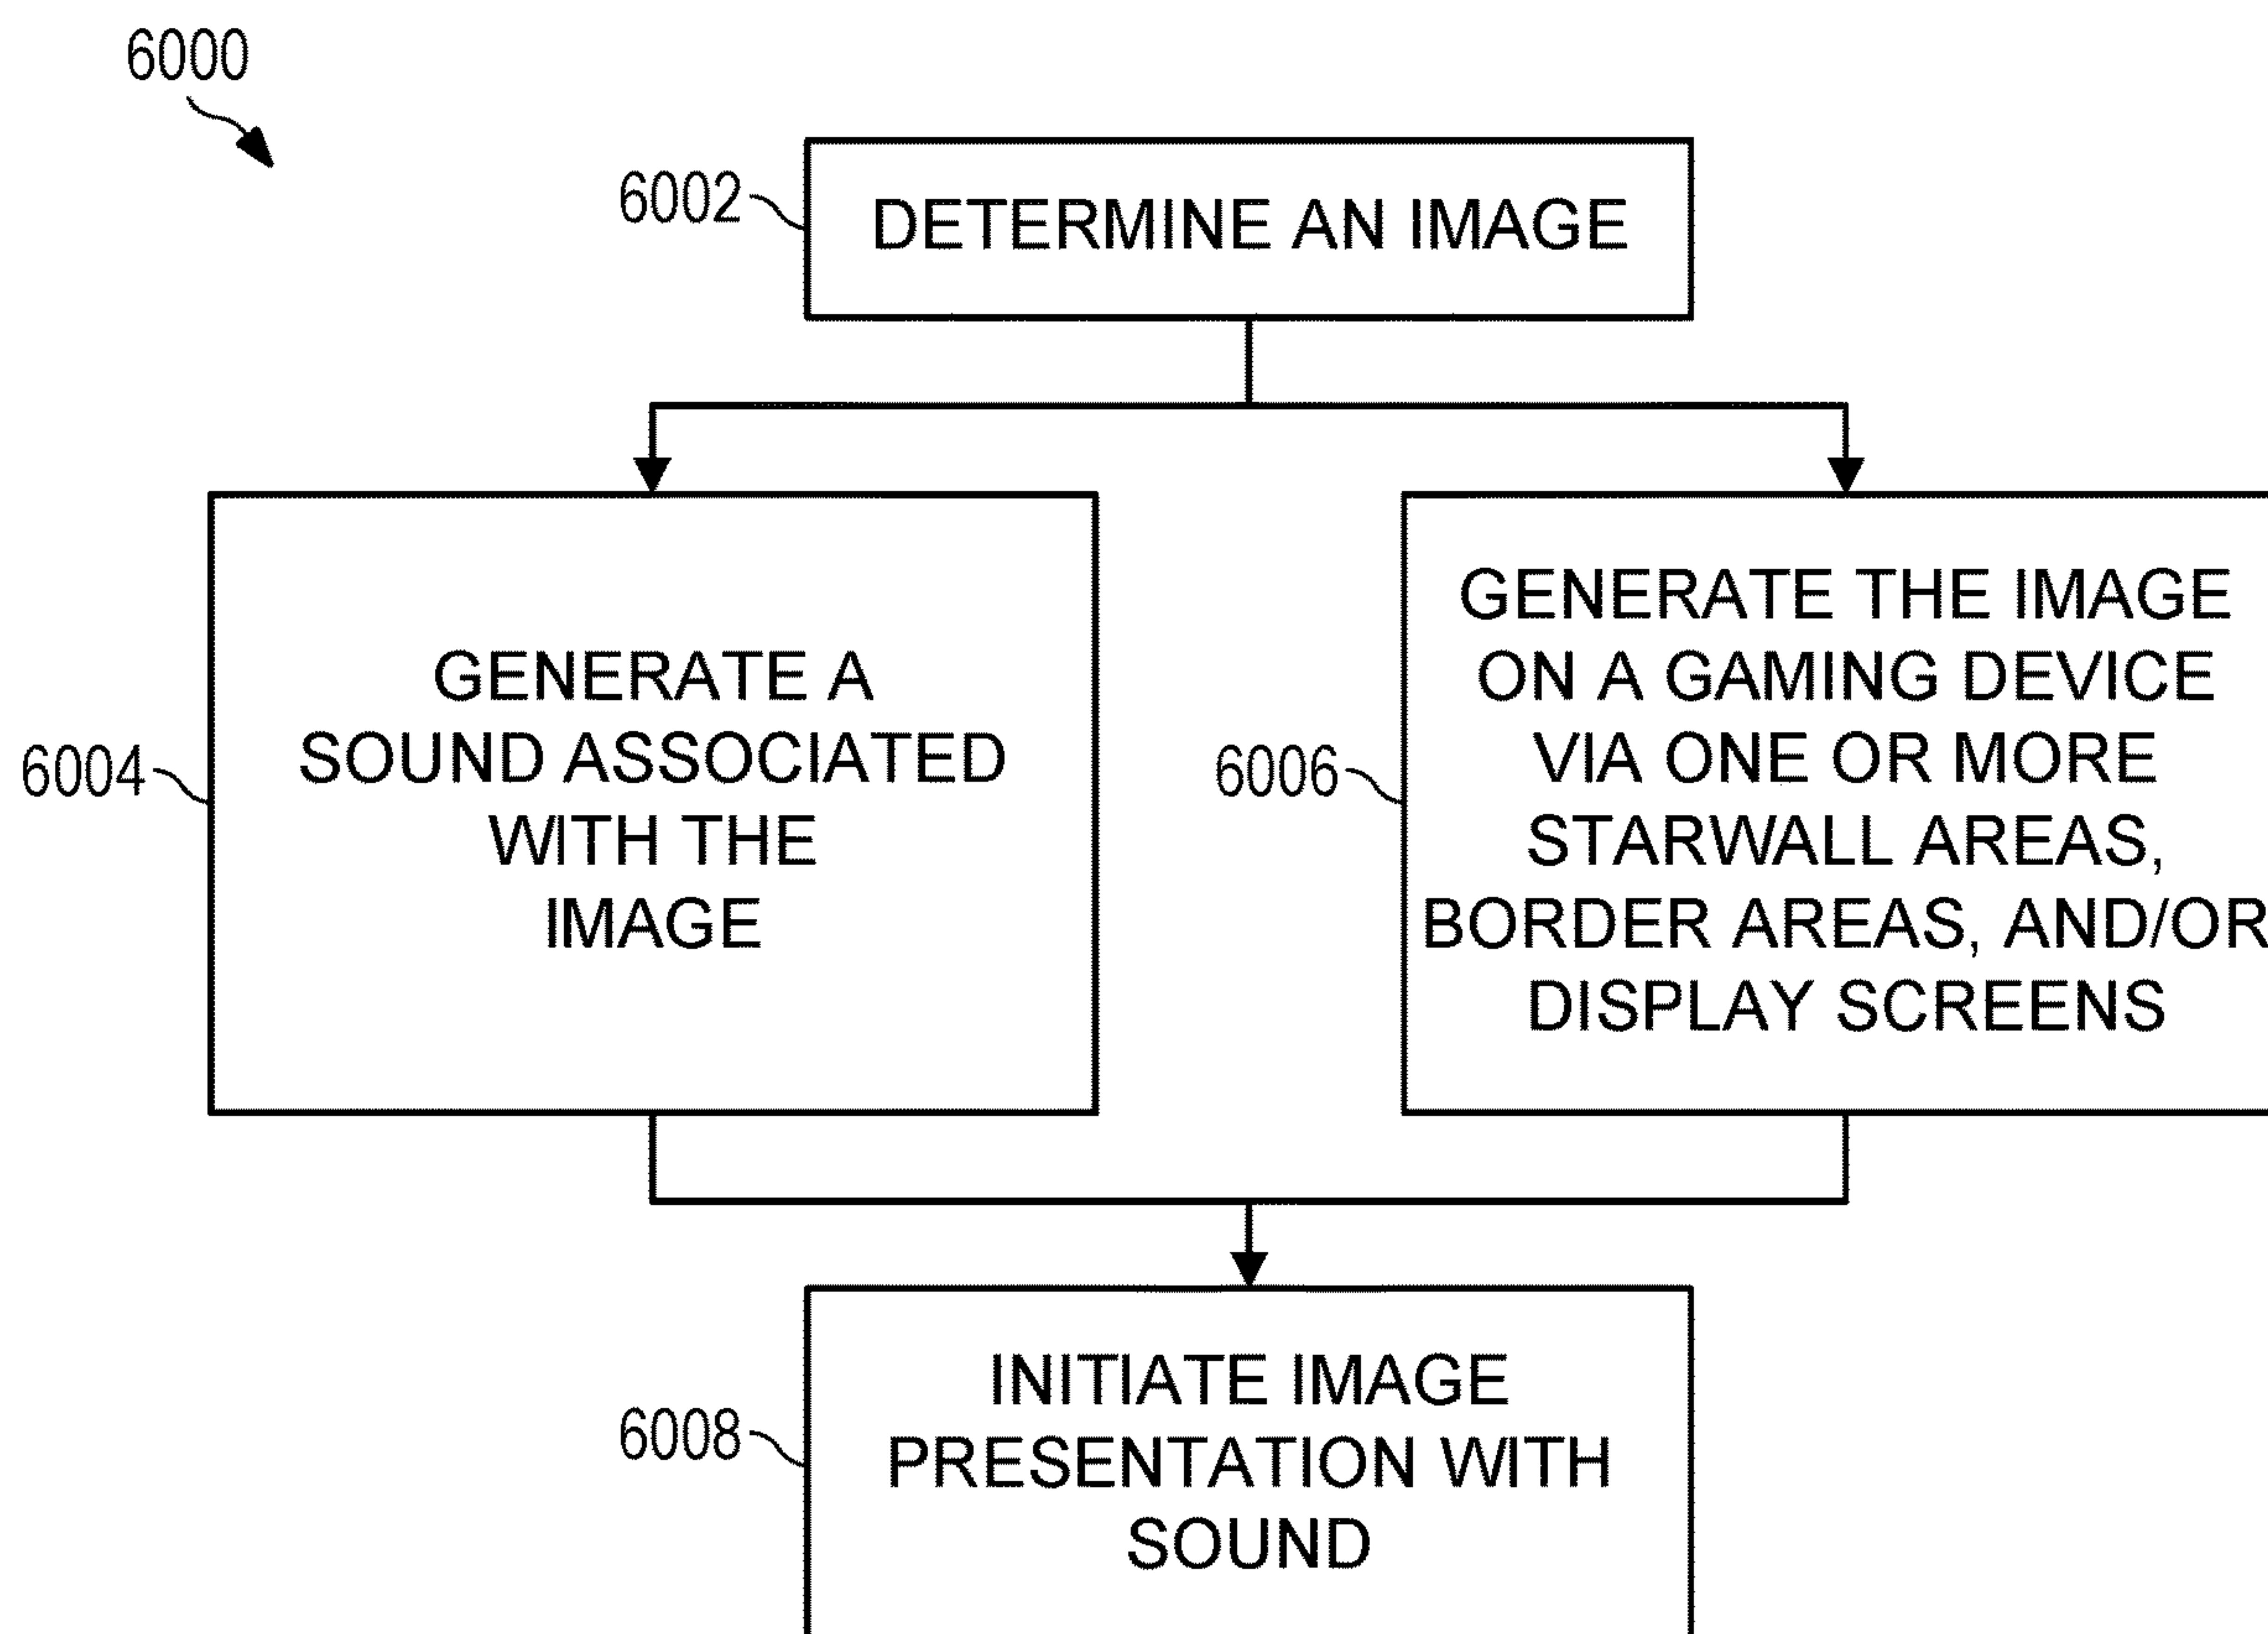 6000
6002
DETERMINE AN IMAGE
6004
GENERATE A
SOUND ASSOCIATED
WITH THE
IMAGE
6006
GENERATE THE IMAGE
ON A GAMING DEVICE
VIA ONE OR MORE
STARWALL AREAS,
BORDER AREAS, AND/OR
DISPLAY SCREENS
6008
INITIATE IMAGE
PRESENTATION WITH
SOUND